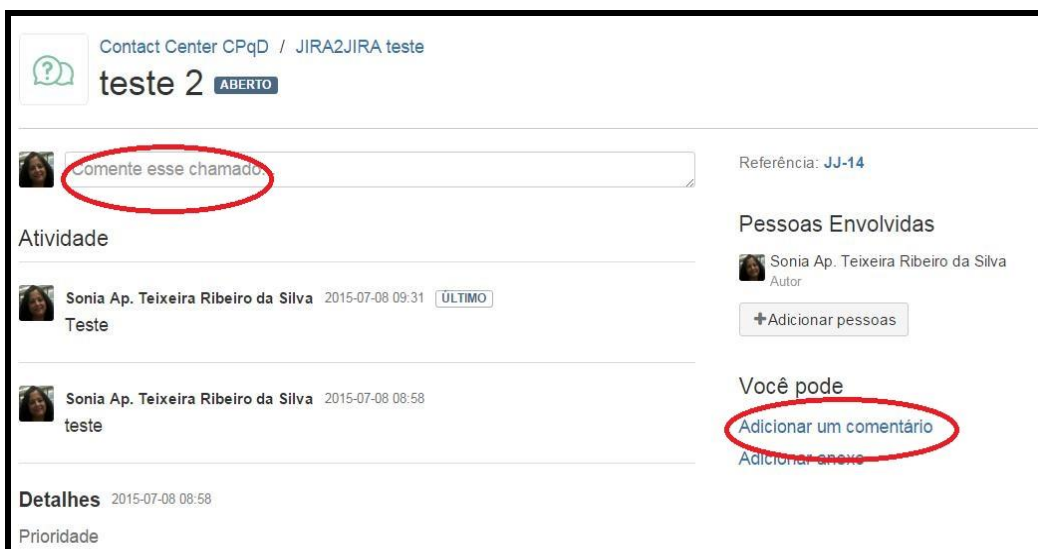 Contact Center CPqD / JIRA2JIRA teste
teste 2 ABERTO
Comente esse chamado.
Atividade
Sonia Ap. Teixeira Ribeiro da Silva 2015-07-08 09:31 ÚLTIMO
Teste
Sonia Ap. Teixeira Ribeiro da Silva 2015-07-08 08:58
teste
Detalhes 2015-07-08 08:58
Prioridade
Referência: JJ-14
Pessoas Envolvidas
Sonia Ap. Teixeira Ribeiro da Silva
Autor
+Adicionar pessoas
Você pode
Adicionar um comentário
Adicionar anexo